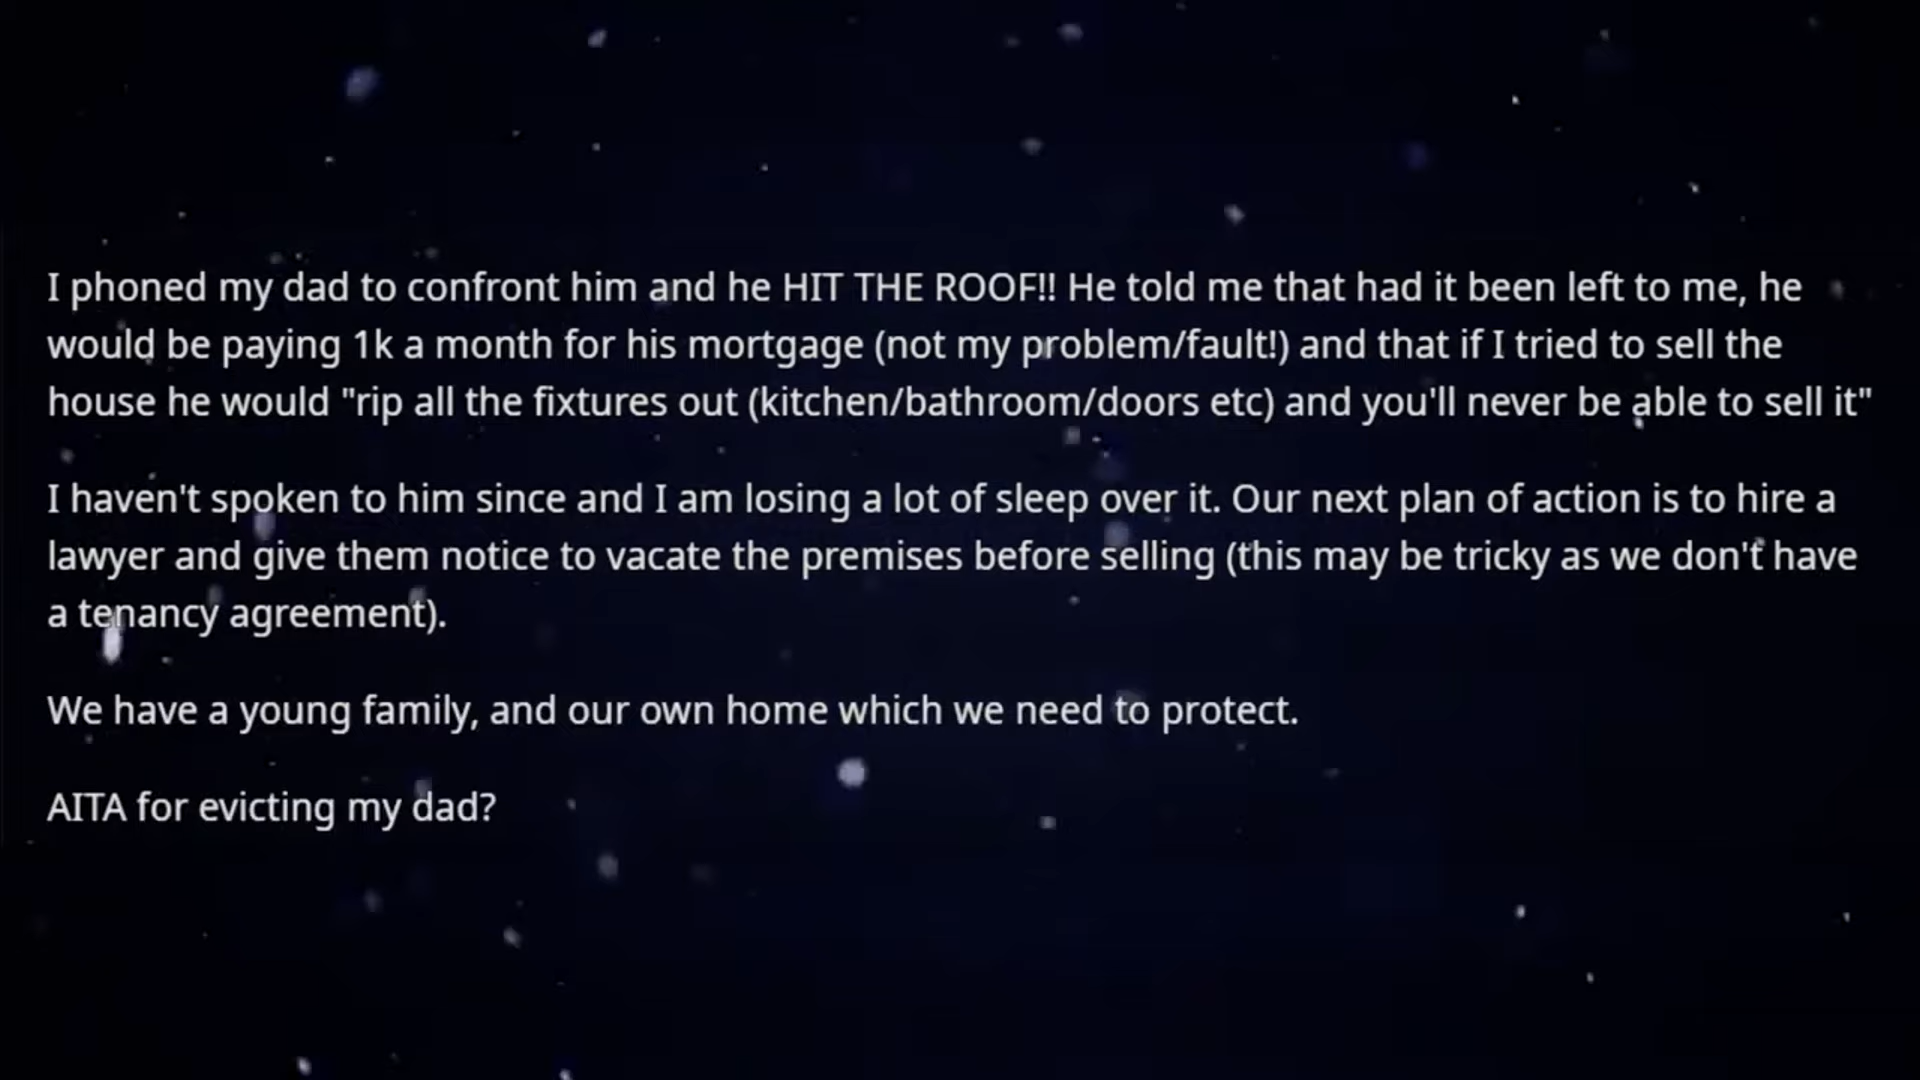 I phoned my dad to confront him and he HIT THE ROOF!! He told me that had it been left to me, he
would be paying 1k a month for his mortgage (not my problem/fault!) and that if I tried to sell the
house he would "rip all the fixtures out (kitchen/bathroom/doors etc) and you'll never be able to sell it"
I haven't spoken to him since and I am losing a lot of sleep over it. Our next plan of action is to hire a
lawyer and give them notice to vacate the premises before selling (this may be tricky as we don't have
a tenancy agreement).
We have a young family, and our own home which we need to protect.
AITA for evicting my dad?